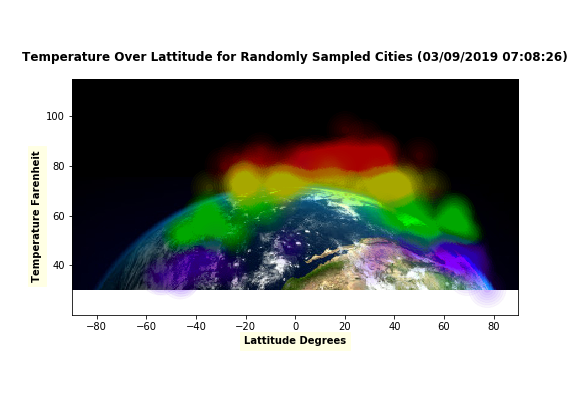 Temperature Over Lattitude for Randomly Sampled Cities (03/09/2019 07:08:26)
100
80
60
40
Temperature Farenheit
−80 −60 −40 −20 0 20 40 60 80
Lattitude Degrees